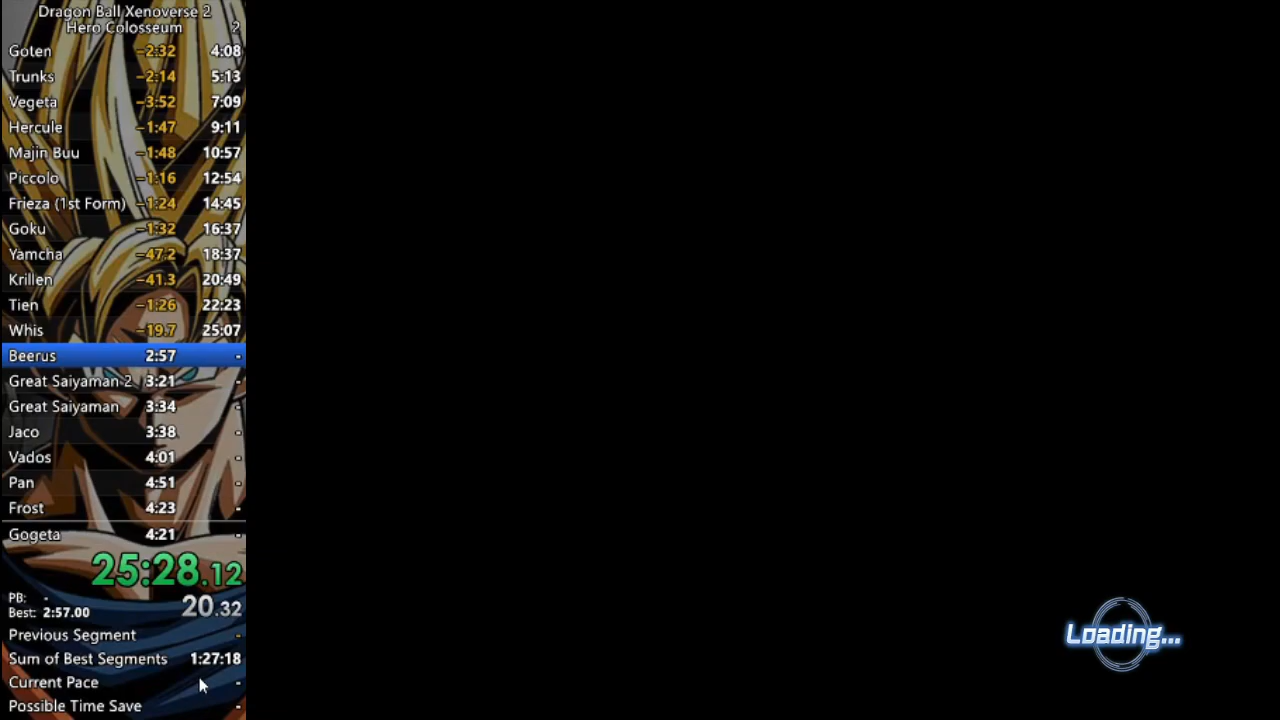 Dragon Ball Xenoverse 2
Hero Colosseum 2
Goten −2:32 4:08
Trunks −2:14 5:13
Vegeta −3:52 7:09
Hercule −1:47 9:11
Majin Buu −1:48 10:57
Piccolo −1:16 12:54
Frieza (1st Form) −1:24 14:45
Goku −1:32 16:37
Yamcha −47.2 18:37
Krillen −41.3 20:49
Tien −1:26 22:23
Whis −19.7 25:07
Beerus 2:57 -
Great Saiyaman 2 3:21 -
Great Saiyaman 3:34 -
Jaco 3:38 -
Vados 4:01 -
Pan 4:51 -
Frost 4:23 -
Gogeta 4:21 -
25:28.12
PB: -
Best: 2:57.00 20.32
Previous Segment -
Sum of Best Segments 1:27:18
Current Pace -
Possible Time Save -
Loading...